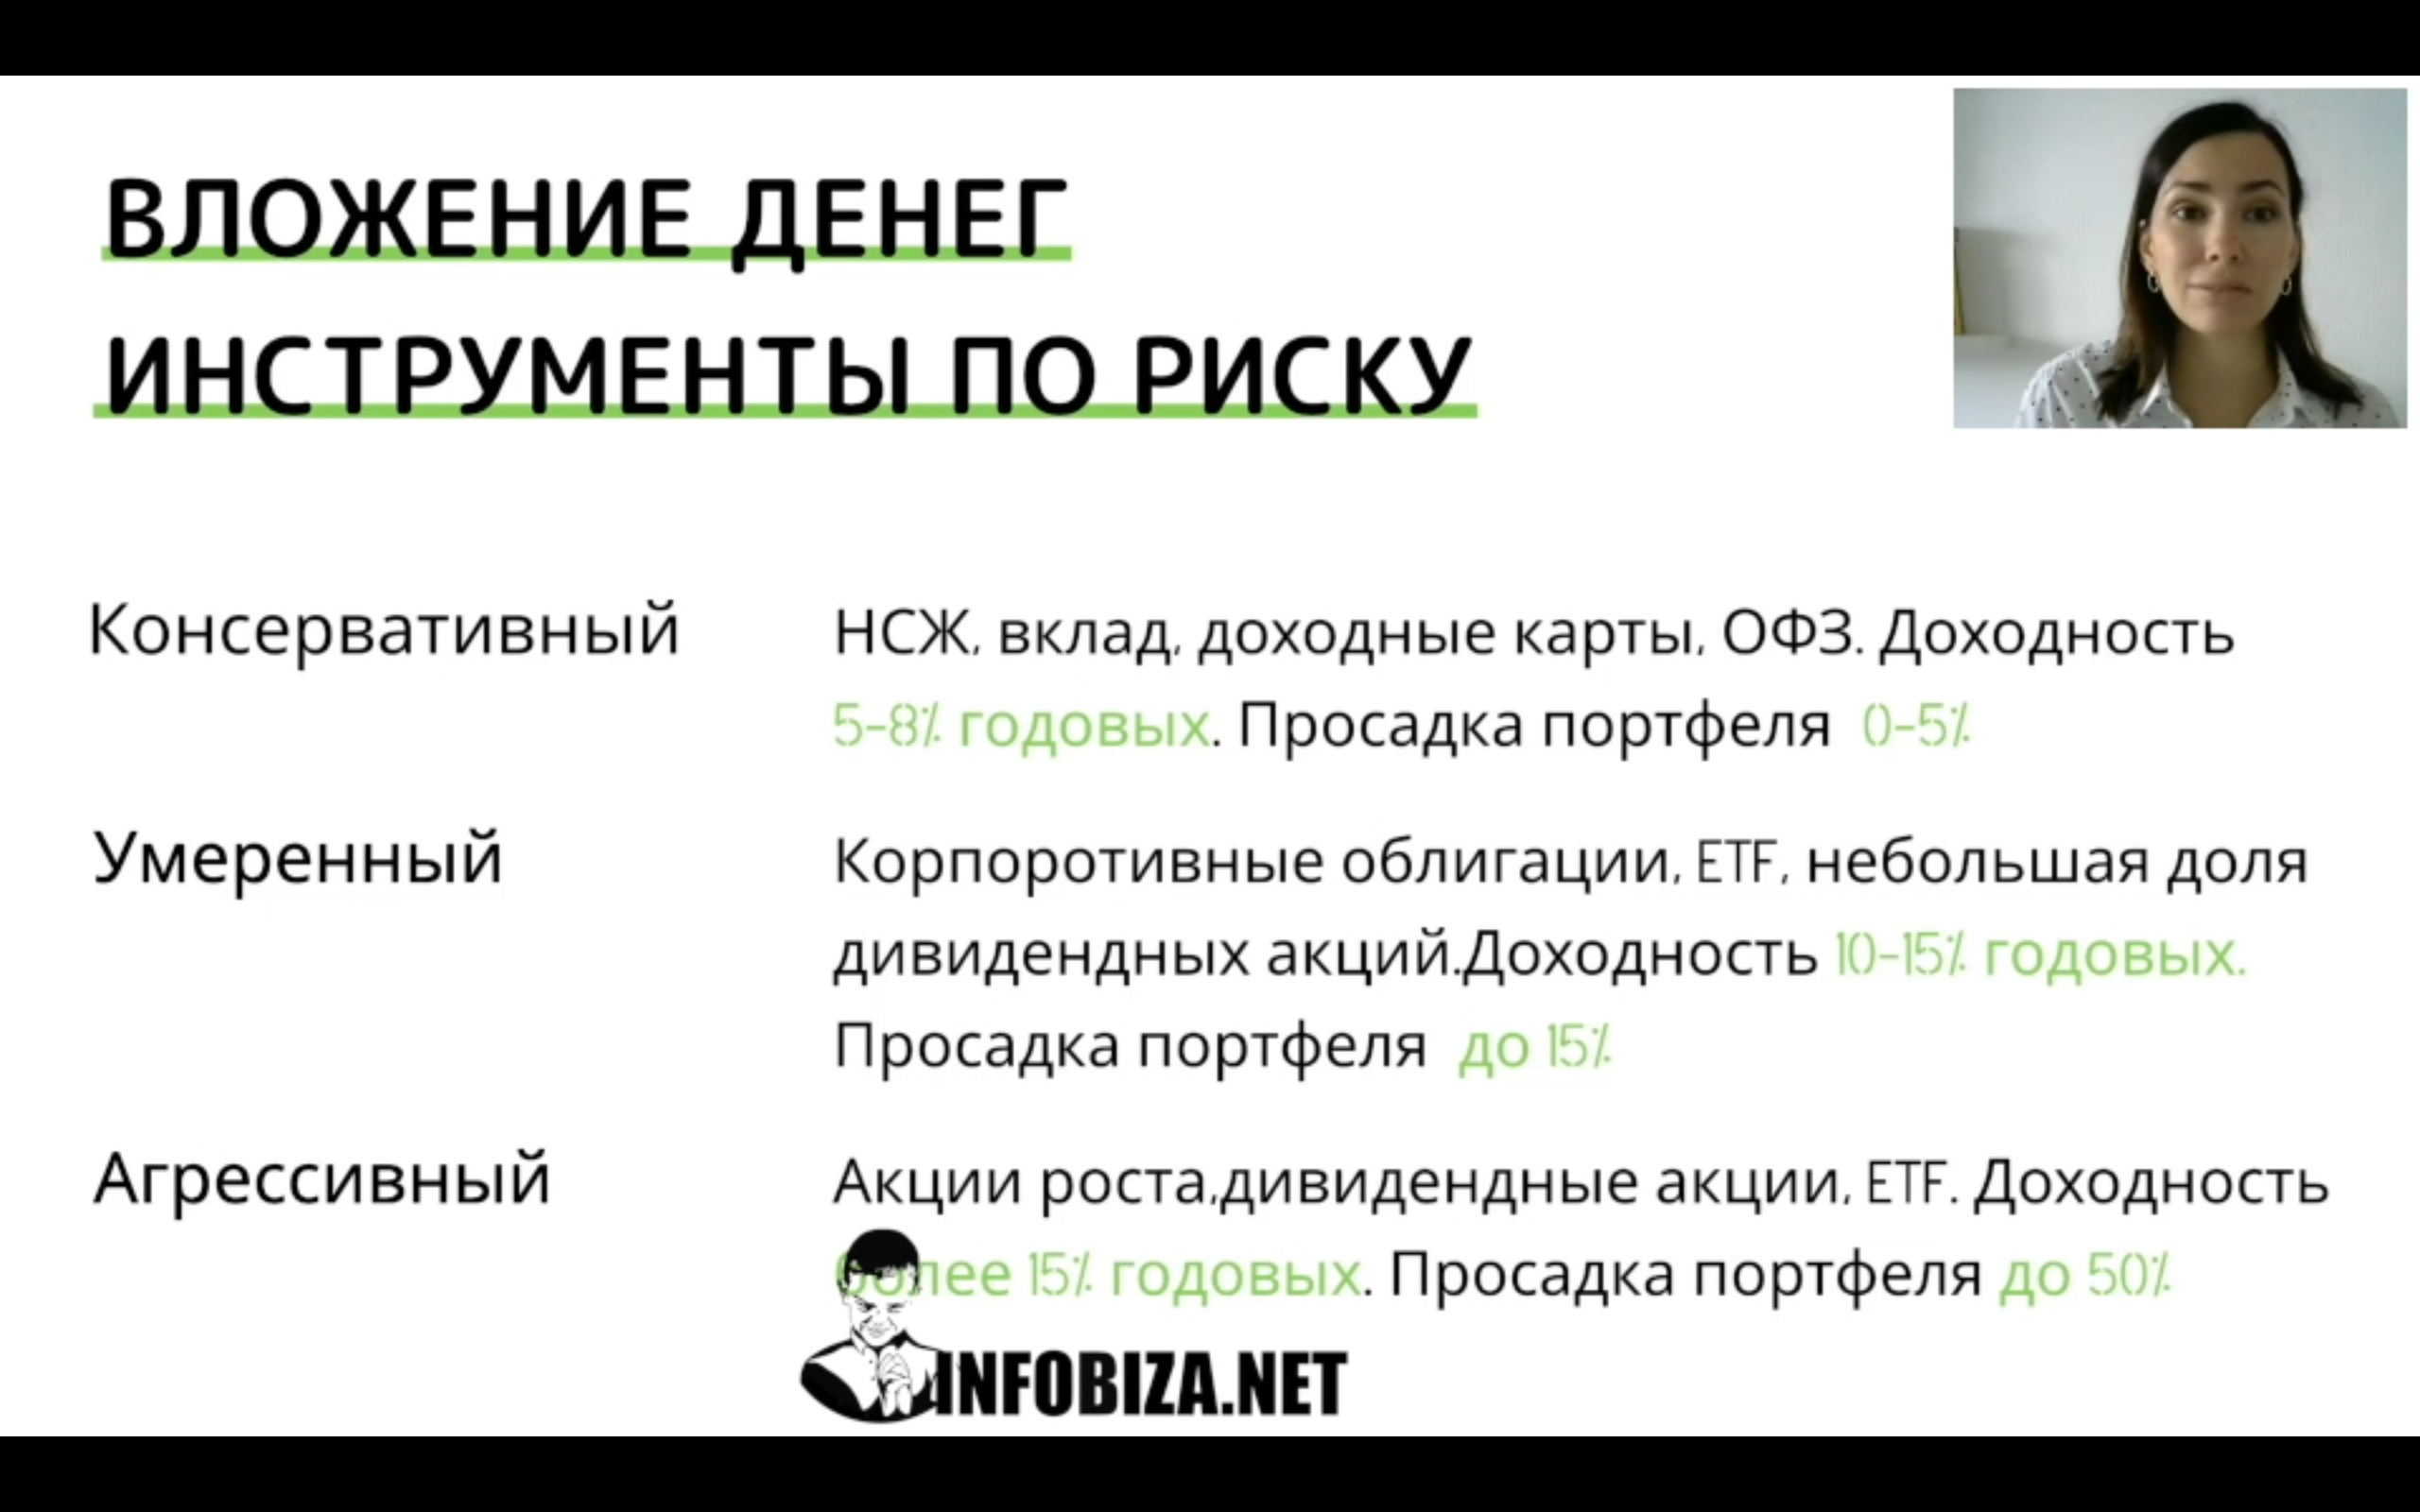 ВЛОЖЕНИЕ ДЕНЕГ
ИНСТРУМЕНТЫ ПО РИСКУ
Консервативный
НСЖ, вклад, доходные карты, ОФЗ. Доходность
5-8% годовых. Просадка портфеля 0-5%
Умеренный
Корпоротивные облигации, ETF, небольшая доля
дивидендных акций.Доходность 10-15% годовых.
Просадка портфеля до 15%
Агрессивный
Акции роста,дивидендные акции, ETF. Доходность
более 15% годовых. Просадка портфеля до 50%
INFOBIZA.NET